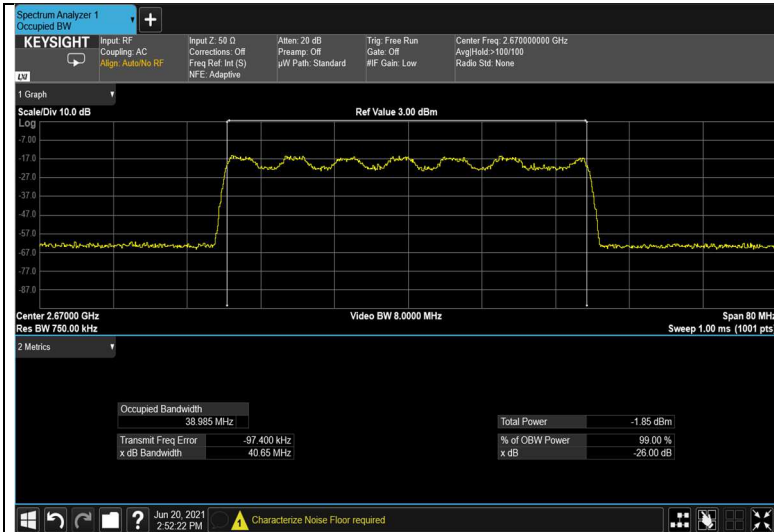 Spectrum Analyzer 1
Occupied BW
KEYSIGHT
LXI
Input: RF
Coupling: AC
Align: Auto/No RF
Input Z: 50 Ω
Corrections: Off
Freq Ref: Int (S)
NFE: Adaptive
Atten: 20 dB
Preamp: Off
µW Path: Standard
Trig: Free Run
Gate: Off
#IF Gain: Low
Center Freq: 2.670000000 GHz
Avg|Hold:>100/100
Radio Std: None
1 Graph
Scale/Div 10.0 dB
Ref Value 3.00 dBm
Log
-7.00
-17.0
-27.0
-37.0
-47.0
-57.0
-67.0
-77.0
-87.0
Center 2.67000 GHz
Video BW 8.0000 MHz
Span 80 MHz
Res BW 750.00 kHz
Sweep 1.00 ms (1001 pts
2 Metrics
Occupied Bandwidth
38.985 MHz
Total Power -1.85 dBm
Transmit Freq Error -97.400 kHz
% of OBW Power 99.00 %
x dB Bandwidth 40.65 MHz
x dB -26.00 dB
?
Jun 20, 2021
2:52:22 PM
1
Characterize Noise Floor required